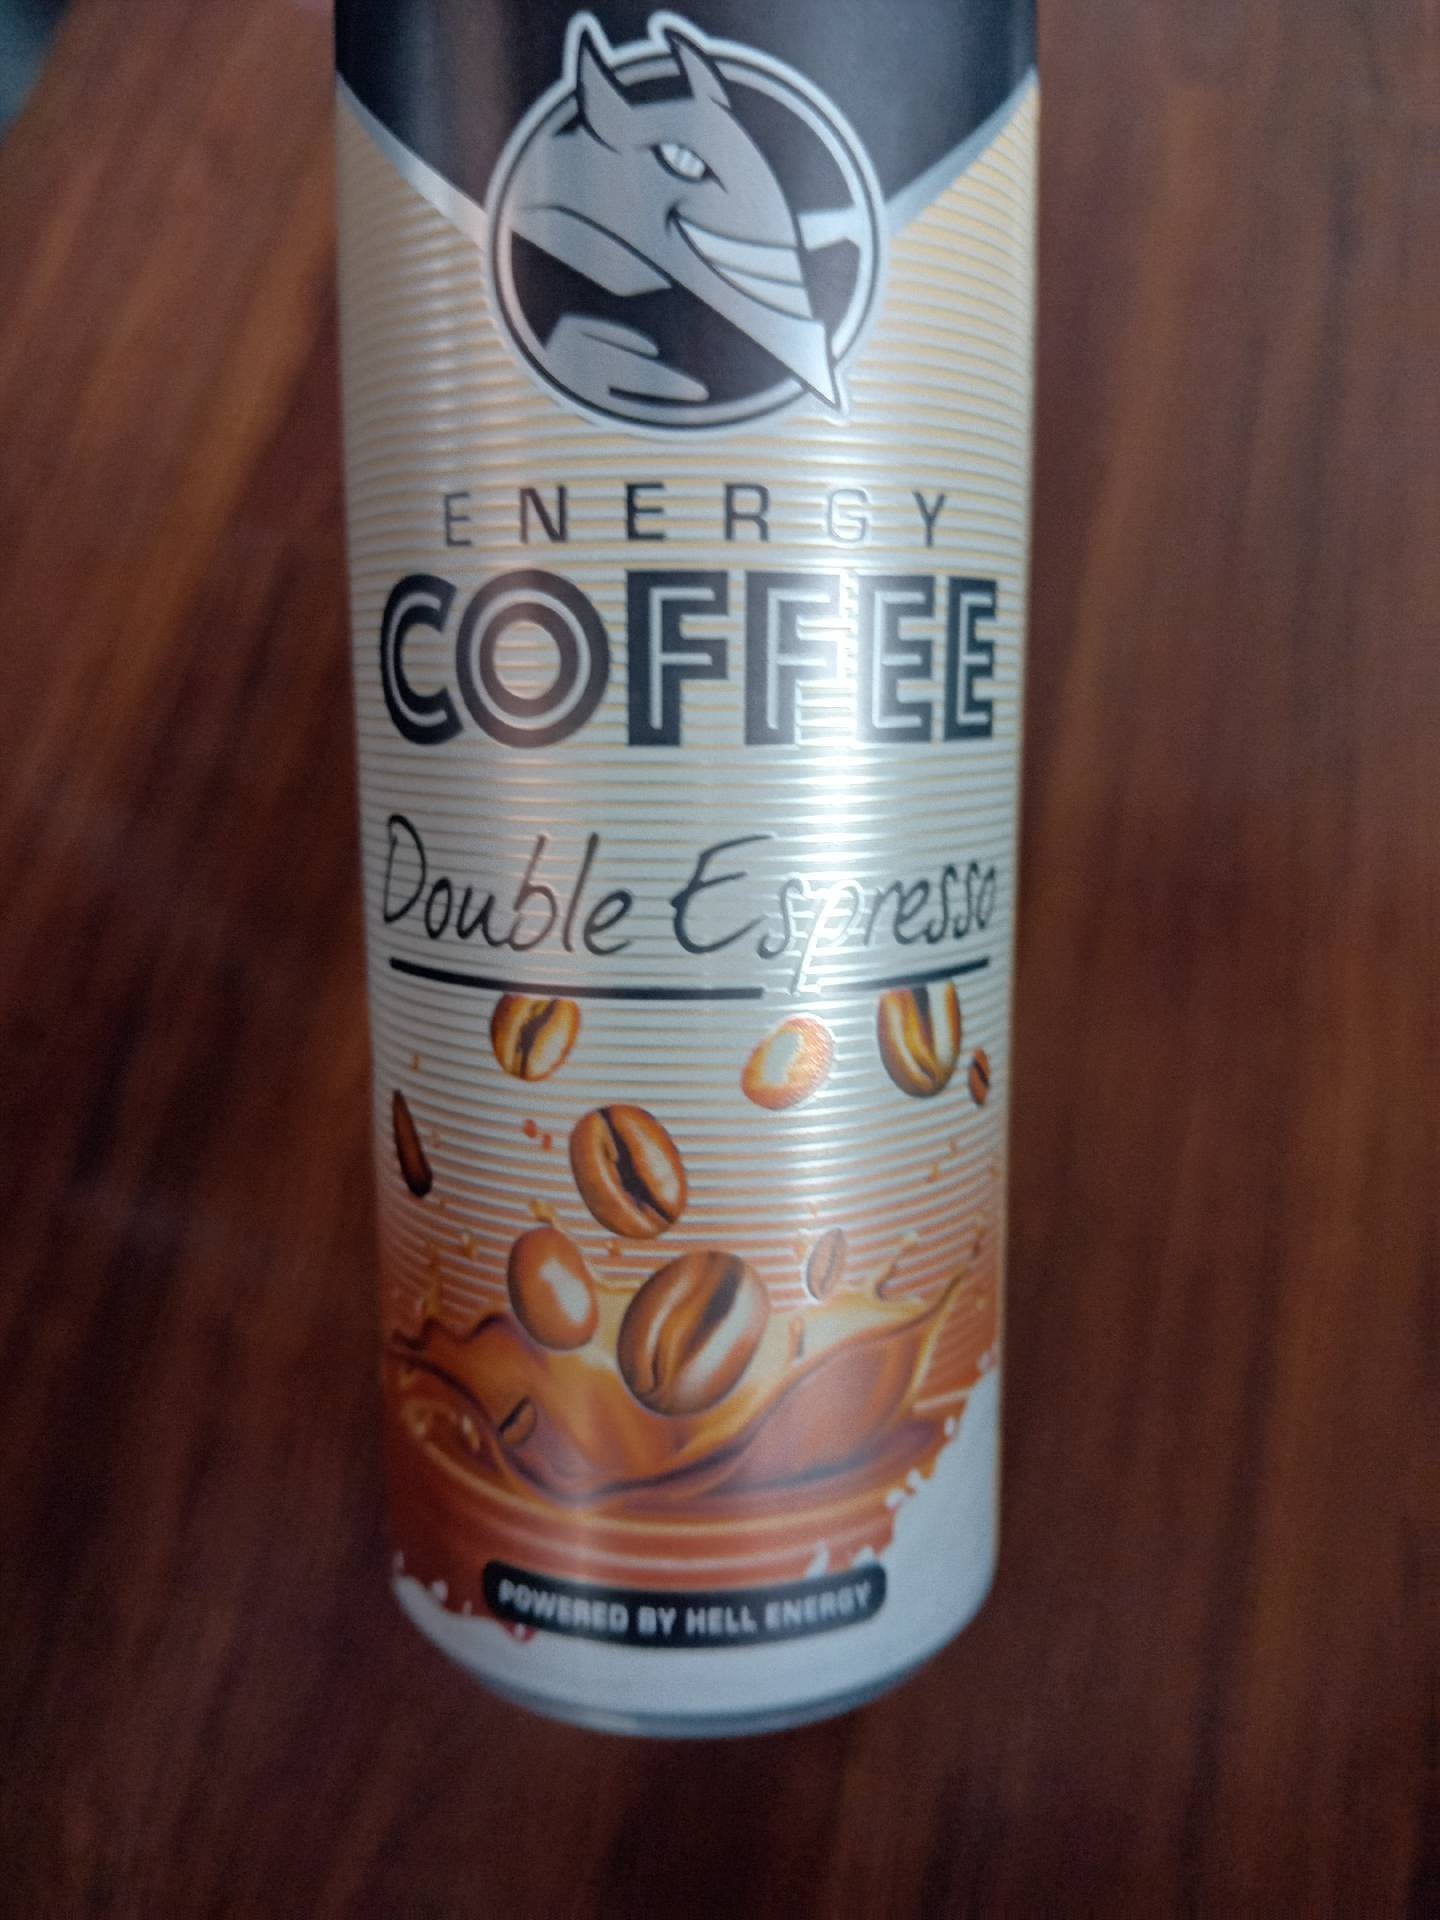 ENERGY
COFFEE
Double Espresso
POWERED BY HELL ENERGY